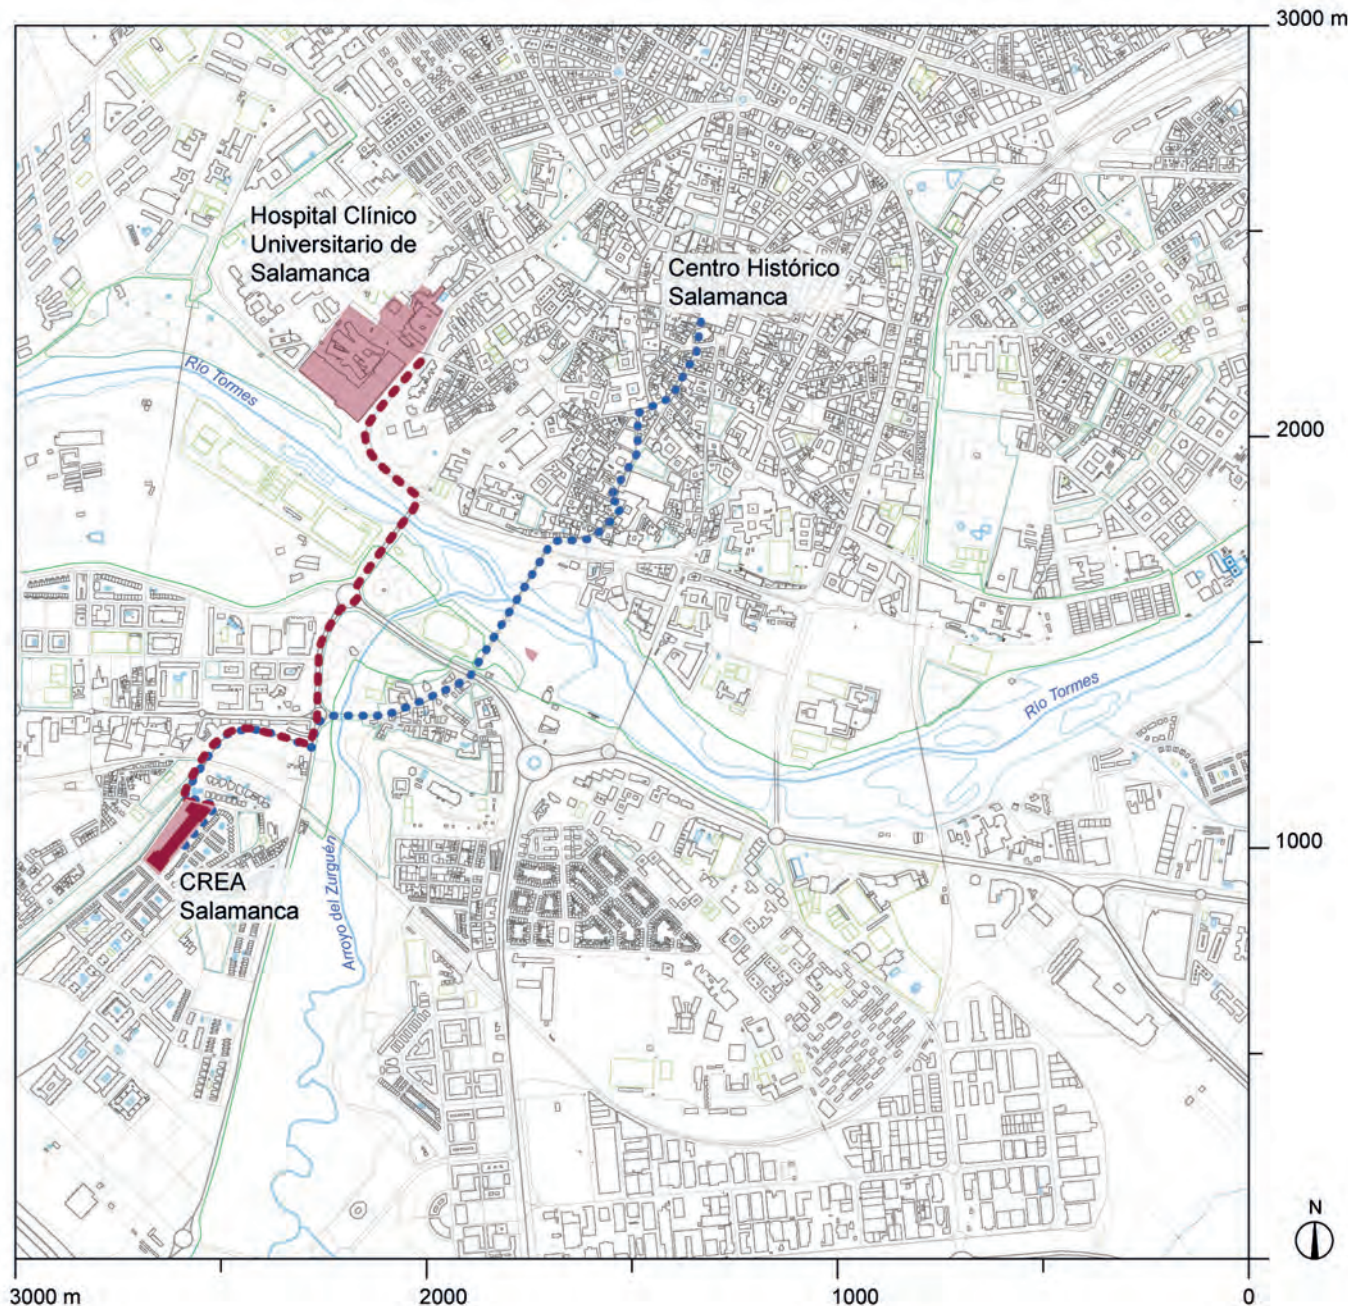 3000 m
Hospital Clínico
Universitario de
Salamanca
Centro Histórico
Salamanca
Río Tormes
2000
Río Tormes
1000
CREA
Salamanca
Arroyo del Zurguén
N
3000 m
2000
1000
0